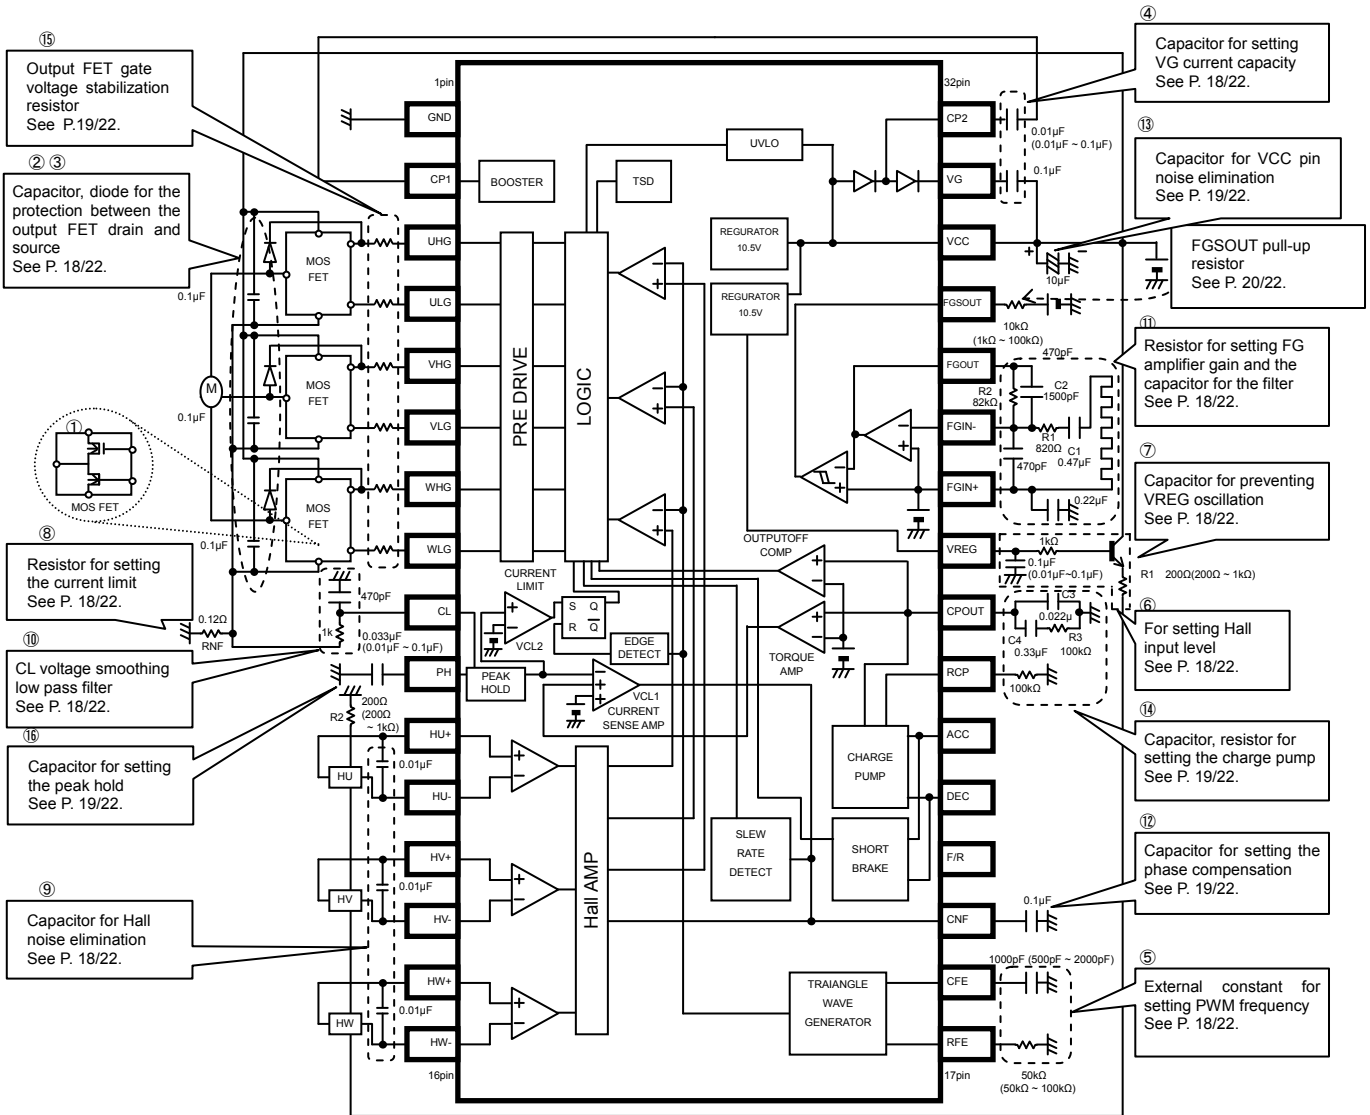 ⑮
Output FET gate
voltage stabilization
resistor
See P.19/22.
② ③
Capacitor, diode for the
protection between the
output FET drain and
source
See P. 18/22.
0.1µF
0.1µF
0.1µF
M
①
MOS FET
⑧
Resistor for setting
the current limit
See P. 18/22.
⑩
CL voltage smoothing
low pass filter
See P. 18/22.
⑯
Capacitor for setting
the peak hold
See P. 19/22.
⑨
Capacitor for Hall
noise elimination
See P. 18/22.
MOS
FET
MOS
FET
MOS
FET
0.12Ω
RNF
470pF
1k
0.033µF
(0.01µF ~ 0.1µF)
R2
200Ω
(200Ω
~ 1kΩ)
HU
0.01µF
HV
0.01µF
HW
0.01µF
1pin
GND
CP1
UHG
ULG
VHG
VLG
WHG
WLG
CL
PH
HU+
HU-
HV+
HV-
HW+
HW-
16pin
BOOSTER
TSD
UVLO
REGURATOR
10.5V
REGURATOR
10.5V
PRE DRIVE
LOGIC
CURRENT
LIMIT
VCL2
S Q
R Q
EDGE
DETECT
PEAK
HOLD
VCL1
CURRENT
SENSE AMP
OUTPUTOFF
COMP
TORQUE
AMP
CHARGE
PUMP
SLEW
RATE
DETECT
SHORT
BRAKE
Hall AMP
TRAIANGLE
WAVE
GENERATOR
32pin
CP2
VG
VCC
FGSOUT
FGOUT
FGIN-
FGIN+
VREG
CPOUT
RCP
ACC
DEC
F/R
CNF
CFE
RFE
17pin
0.01µF
(0.01µF ~ 0.1µF)
0.1µF
+
-
10µF
10kΩ
(1kΩ ~ 100kΩ)
470pF
C2
1500pF
R2
82kΩ
R1
820Ω
C1
0.47µF
470pF
0.22µF
1kΩ
0.1µF
(0.01µF~0.1µF)
R1 200Ω(200Ω ~ 1kΩ)
C3
0.022µ
C4
0.33µF
R3
100kΩ
100kΩ
0.1µF
1000pF (500pF ~ 2000pF)
50kΩ
(50kΩ ~ 100kΩ)
④
Capacitor for setting
VG current capacity
See P. 18/22.
⑬
Capacitor for VCC pin
noise elimination
See P. 19/22.
FGSOUT pull-up
resistor
See P. 20/22.
⑪
Resistor for setting FG
amplifier gain and the
capacitor for the filter
See P. 18/22.
⑦
Capacitor for preventing
VREG oscillation
See P. 18/22.
⑥
For setting Hall
input level
See P. 18/22.
⑭
Capacitor, resistor for
setting the charge pump
See P. 19/22.
⑫
Capacitor for setting the
phase compensation
See P. 19/22.
⑤
External constant for
setting PWM frequency
See P. 18/22.